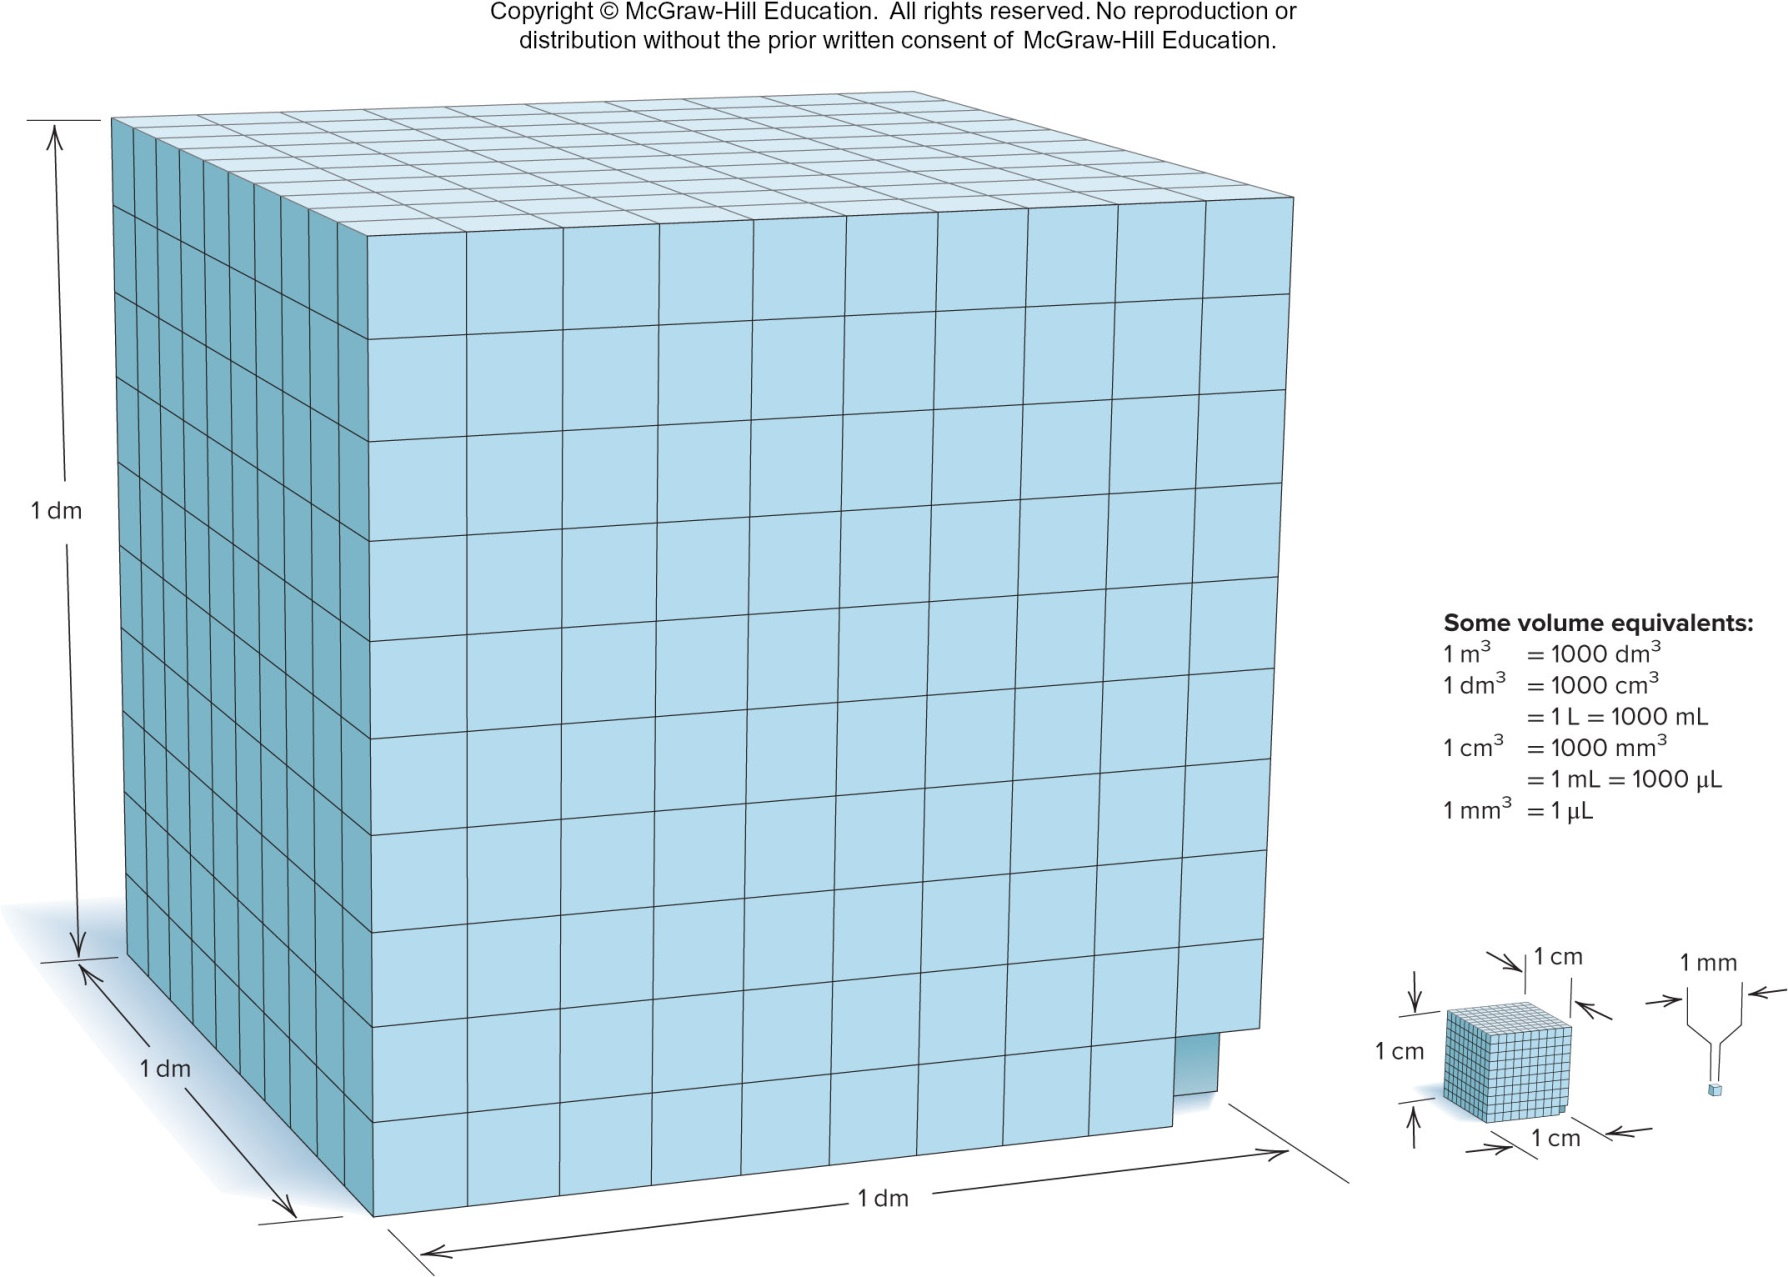 Copyright © McGraw-Hill Education.  All rights reserved. No reproduction or
distribution without the prior written consent of McGraw-Hill Education.
1 dm
1 dm
1 dm
Some volume equivalents:
1 m³ = 1000 dm³
1 dm³ = 1000 cm³
= 1 L = 1000 mL
1 cm³ = 1000 mm³
= 1 mL = 1000 µL
1 mm³ = 1 µL
1 cm
1 mm
1 cm
1 cm